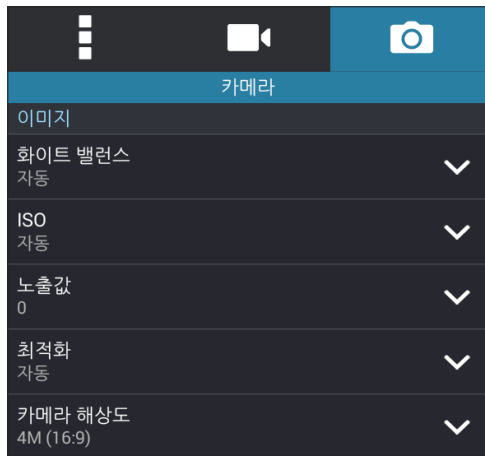 카메라
이미지
화이트 밸런스
자동
ISO
자동
노출값
0
최적화
자동
카메라 해상도
4M (16:9)